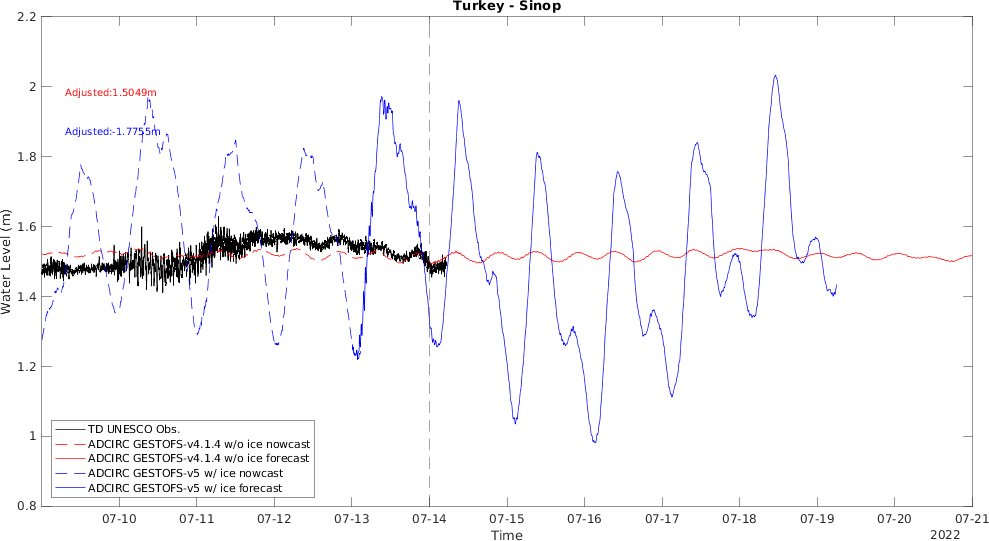 Turkey - Sinop
2.2
2
1.8
1.6
1.4
1.2
1
0.8
Water Level (m)
Adjusted:1.5049m
Adjusted:-1.7755m
TD UNESCO Obs.
ADCIRC GESTOFS-v4.1.4 w/o ice nowcast
ADCIRC GESTOFS-v4.1.4 w/o ice forecast
ADCIRC GESTOFS-v5 w/ ice nowcast
ADCIRC GESTOFS-v5 w/ ice forecast
07-10 07-11 07-12 07-13 07-14 07-15 07-16 07-17 07-18 07-19 07-20 07-21
Time
2022